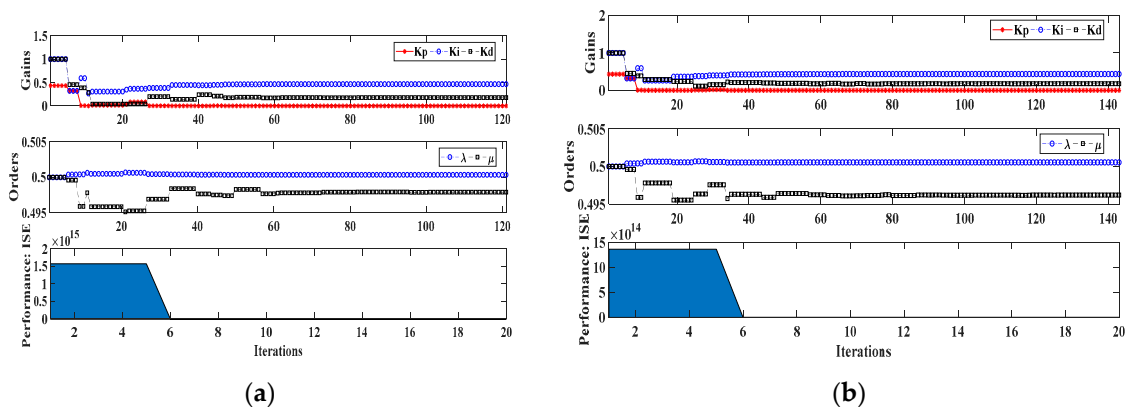 1.5
1
0.5
0
Gains
Kp Ki Kd
20 40 60 80 100 120
0.505
0.5
0.495
Orders
λ μ
20 40 60 80 100 120
×10^15
2
1.5
1
0.5
0
Performance: ISE
2 4 6 8 10 12 14 16 18 20
Iterations
(a)
2
1
0
Gains
Kp Ki Kd
20 40 60 80 100 120 140
0.505
0.5
0.495
Orders
λ μ
20 40 60 80 100 120 140
×10^14
15
10
5
0
Performance: ISE
2 4 6 8 10 12 14 16 18 20
Iterations
(b)